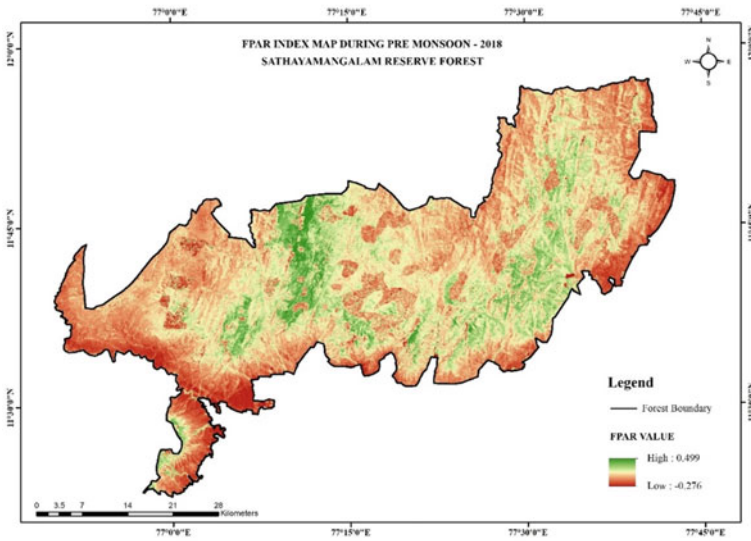 77°0'0"E 77°15'0"E 77°30'0"E 77°45'0"E
FPAR INDEX MAP DURING PRE MONSOON - 2018
SATHAYAMANGALAM RESERVE FOREST
N
W E
S
12°0'0"N
11°45'0"N
11°30'0"N
Legend
Forest Boundary
FPAR VALUE
High : 0.499
Low : -0.276
0 3.5 7 14 21 28
Kilometers
77°0'0"E 77°15'0"E 77°30'0"E 77°45'0"E